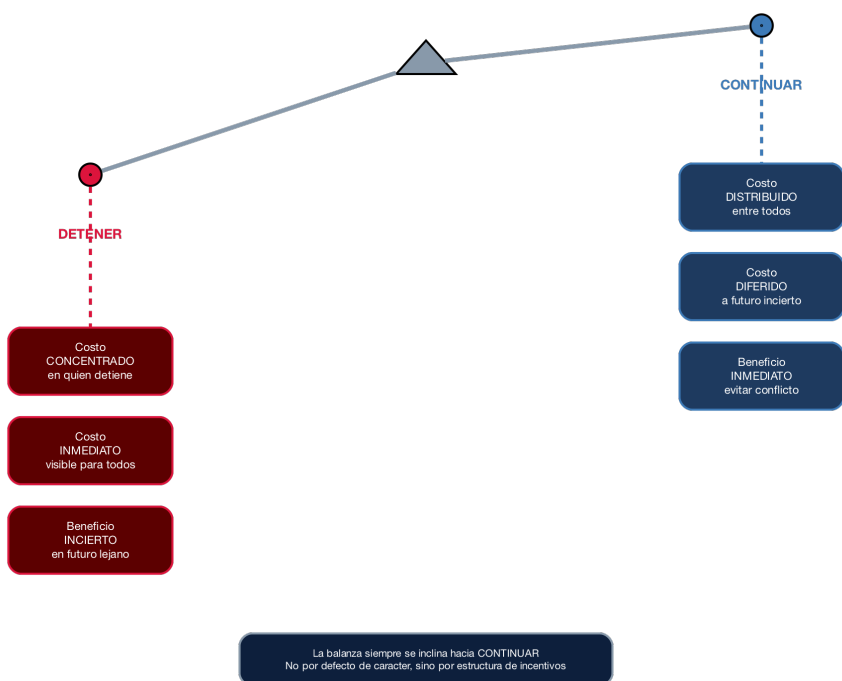 CONTINUAR
Costo
DISTRIBUIDO
entre todos
DETENER
Costo
DIFERIDO
a futuro incierto
Costo
CONCENTRADO
en quien detiene
Beneficio
INMEDIATO
evitar conflicto
Costo
INMEDIATO
visible para todos
Beneficio
INCIERTO
en futuro lejano
La balanza siempre se inclina hacia CONTINUAR
No por defecto de caracter, sino por estructura de incentivos